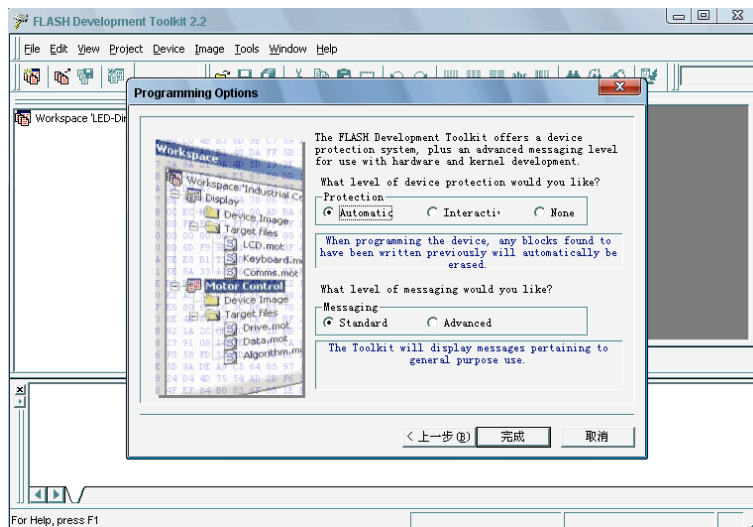 FLASH Development Toolkit 2.2
File Edit View Project Device Image Tools Window Help
Programming Options
Workspace 'LED-Di
Workspace
Workspace:'Industrial Co
Display
Device Image
Target files
LCD.mot
Keyboard.m
Comms.mot
Motor Control
Device Image
Target files
Drive.mot
Data.mot
Algorithm.m
The FLASH Development Toolkit offers a device
protection system, plus an advanced messaging level
for use with hardware and kernel development.
What level of device protection would you like?
Protection
Automatic Interacti None
When programming the device, any blocks found to
have been written previously will automatically be
erased.
What level of messaging would you like?
Messaging
Standard Advanced
The Toolkit will display messages pertaining to
general purpose use.
< 上一步(B) 完成 取消
For Help, press F1